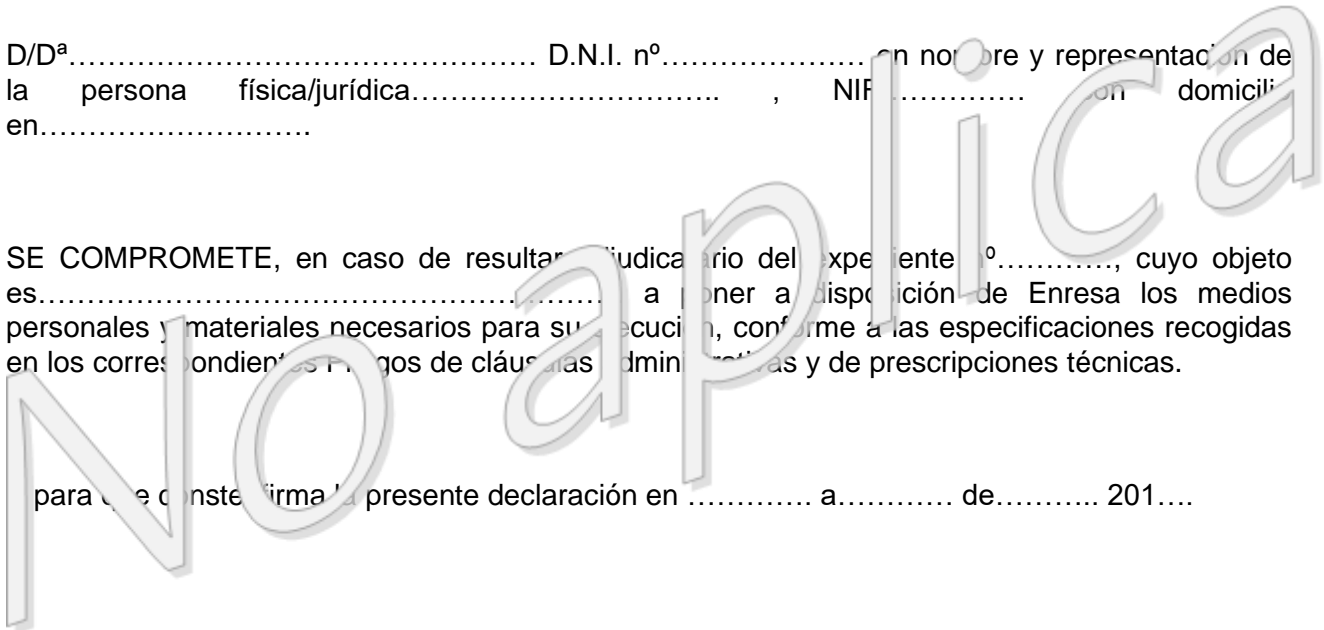 D/Dª………………………………………… D.N.I. nº………………… en nombre y representación de
la persona física/jurídica………………………….. , NIF………… con domicilio
en……………………….
SE COMPROMETE, en caso de resultar adjudicatario del expediente nº…………, cuyo objeto
es…………………………………………………… a poner a disposición de Enresa los medios
personales y materiales necesarios para su ejecución, conforme a las especificaciones recogidas
en los correspondientes Pliegos de cláusulas administrativas y de prescripciones técnicas.
para que conste firma la presente declaración en …………. a………… de……….. 201….
No aplica